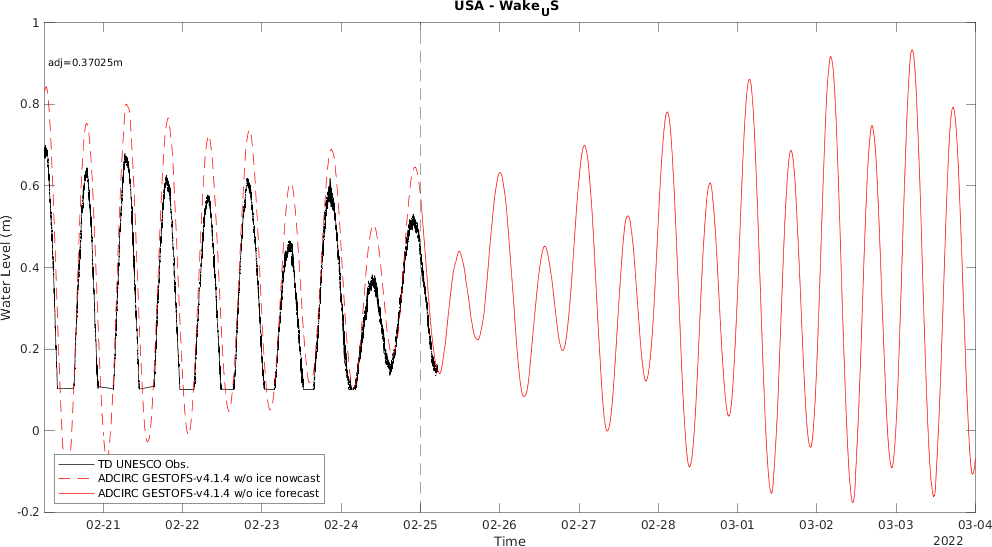 USA - Wake_US
adj=0.37025m
Water Level (m)
1
0.8
0.6
0.4
0.2
0
-0.2
TD UNESCO Obs.
ADCIRC GESTOFS-v4.1.4 w/o ice nowcast
ADCIRC GESTOFS-v4.1.4 w/o ice forecast
02-21 02-22 02-23 02-24 02-25 02-26 02-27 02-28 03-01 03-02 03-03 03-04
Time
2022